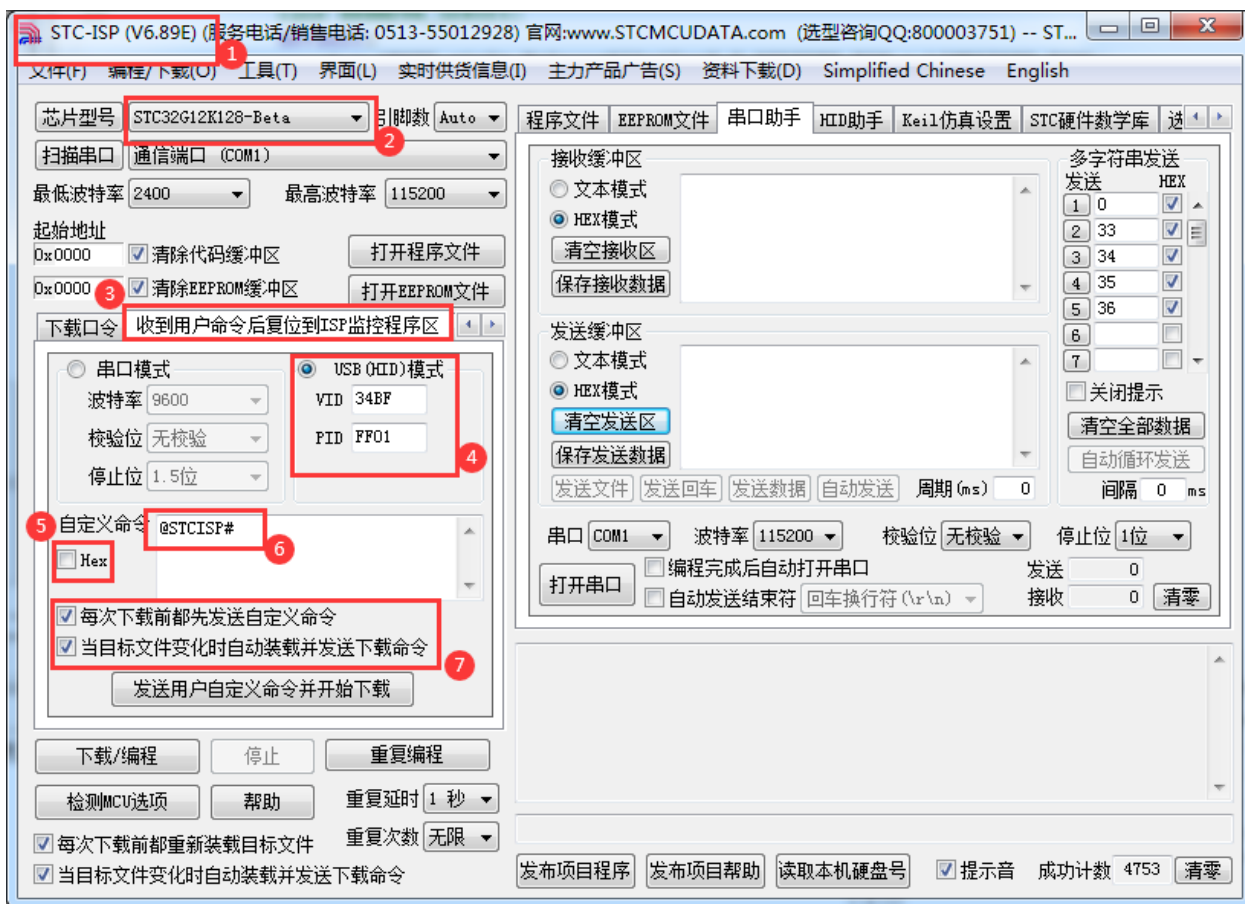 STC-ISP (V6.89E) (服务电话/销售电话: 0513-55012928) 官网:www.STCMCUDATA.com (选型咨询QQ:800003751) -- ST...
1
文件(F) 编程/下载(O) 工具(T) 界面(L) 实时供货信息(I) 主力产品广告(S) 资料下载(D) Simplified Chinese English
芯片型号 STC32G12K128-Beta 引脚数 Auto
2
扫描串口 通信端口 (COM1)
最低波特率 2400 最高波特率 115200
起始地址
0x0000 清除代码缓冲区 打开程序文件
0x0000 清除EEPROM缓冲区 打开EEPROM文件
3
下载口令 收到用户命令后复位到ISP监控程序区
串口模式 USB(HID)模式
波特率 9600 VID 34BF
校验位 无校验 PID FF01
4
停止位 1.5位
5
自定义命令 @STCISP#
6
Hex
每次下载前都先发送自定义命令
当目标文件变化时自动装载并发送下载命令
7
发送用户自定义命令并开始下载
下载/编程 停止 重复编程
检测MCU选项 帮助 重复延时 1 秒
每次下载前都重新装载目标文件 重复次数 无限
当目标文件变化时自动装载并发送下载命令
程序文件 EEPROM文件 串口助手 HID助手 Keil仿真设置 STC硬件数学库 选
接收缓冲区
文本模式
HEX模式
清空接收区
保存接收数据
多字符串发送
发送 HEX
1 0
2 33
3 34
4 35
5 36
6
7
关闭提示
清空全部数据
自动循环发送
间隔 0 ms
发送缓冲区
文本模式
HEX模式
清空发送区
保存发送数据
发送文件 发送回车 发送数据 自动发送 周期(ms) 0
串口 COM1 波特率 115200 校验位 无校验 停止位 1位
打开串口 编程完成后自动打开串口 发送 0
自动发送结束符 回车换行符(\r\n) 接收 0 清零
发布项目程序 发布项目帮助 读取本机硬盘号 提示音 成功计数 4753 清零